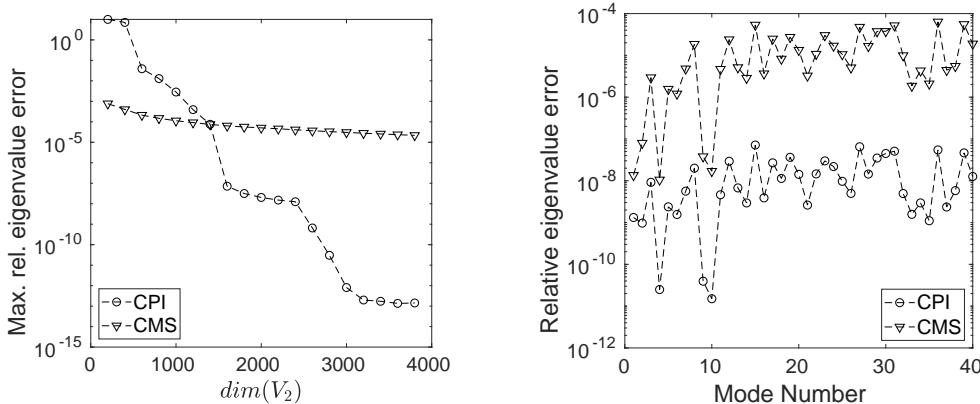 10^0
10^-5
10^-10
10^-15
Max. rel. eigenvalue error
CPI
CMS
0 1000 2000 3000 4000
dim(V_2)
10^-4
10^-6
10^-8
10^-10
10^-12
Relative eigenvalue error
CPI
CMS
0 10 20 30 40
Mode Number